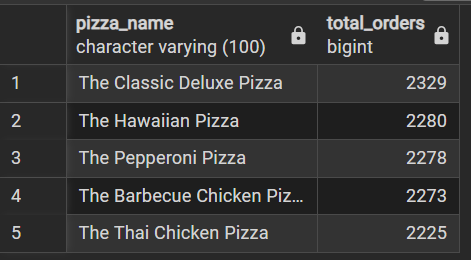 pizza_name total_orders
character varying (100) bigint
1 The Classic Deluxe Pizza 2329
2 The Hawaiian Pizza 2280
3 The Pepperoni Pizza 2278
4 The Barbecue Chicken Piz... 2273
5 The Thai Chicken Pizza 2225